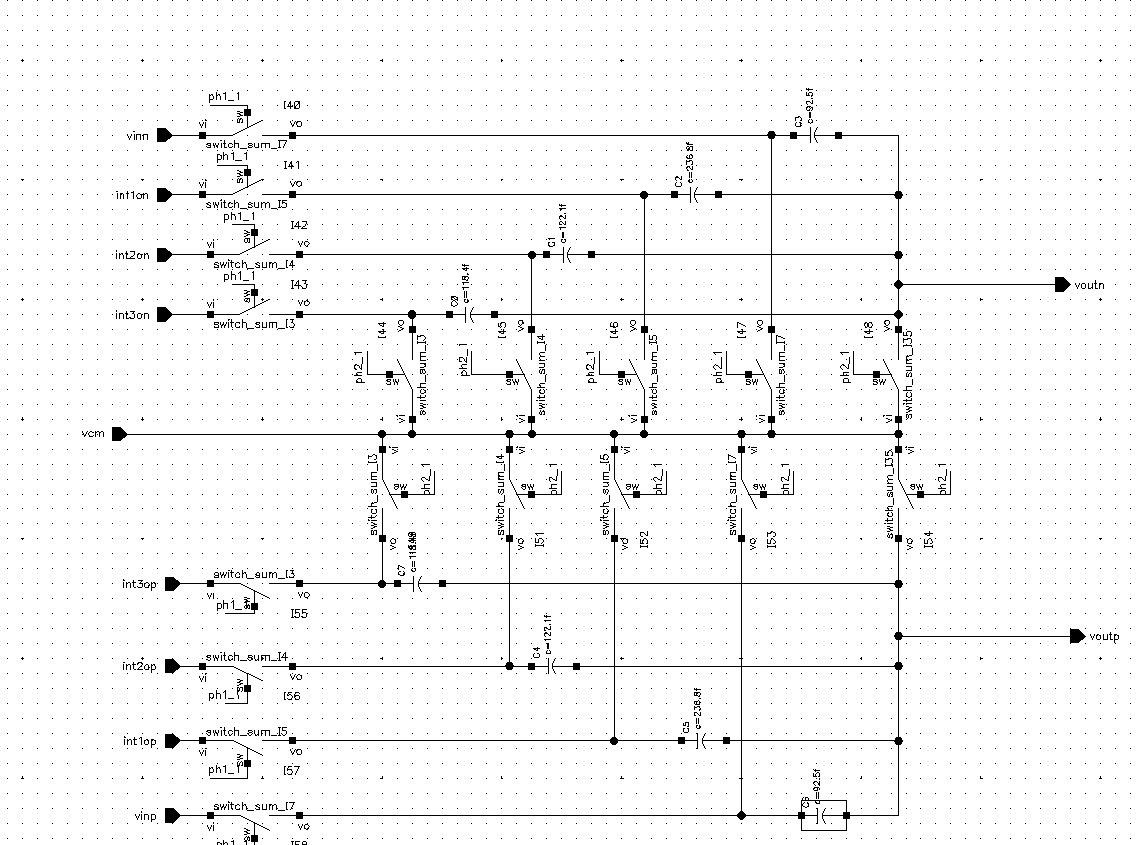 ph1_1
I40
vinn
vi
sw
vo
switch_sum_I7
C3
c=92.5f
ph1_1
I41
int1on
vi
sw
vo
switch_sum_I5
C2
c=236.8f
ph1_1
I42
int2on
vi
sw
vo
switch_sum_I4
C1
c=122.1f
ph1_1
I43
int3on
vi
sw
vo
switch_sum_I3
C0
c=118.4f
voutn
I44
vo
ph2_1
sw
switch_sum_I3
vi
I45
vo
ph2_1
sw
switch_sum_I4
vi
I46
vo
ph2_1
sw
switch_sum_I5
vi
I47
vo
ph2_1
sw
switch_sum_I7
vi
I48
vo
ph2_1
sw
switch_sum_I35
vi
vcm
vi
switch_sum_I3
sw
ph2_1
vo
vi
switch_sum_I4
sw
ph2_1
vo
I51
vi
switch_sum_I5
sw
ph2_1
vo
I52
vi
switch_sum_I7
sw
ph2_1
vo
I53
vi
switch_sum_I35
sw
ph2_1
vo
I54
int3op
switch_sum_I3
vi
vo
ph1_1
sw
I55
C7
voutp
int2op
switch_sum_I4
vi
vo
ph1_1
sw
I56
C4
c=122.1f
int1op
switch_sum_I5
vi
vo
ph1_1
sw
I57
C5
c=236.8f
vinp
switch_sum_I7
vi
vo
sw
c=92.5f